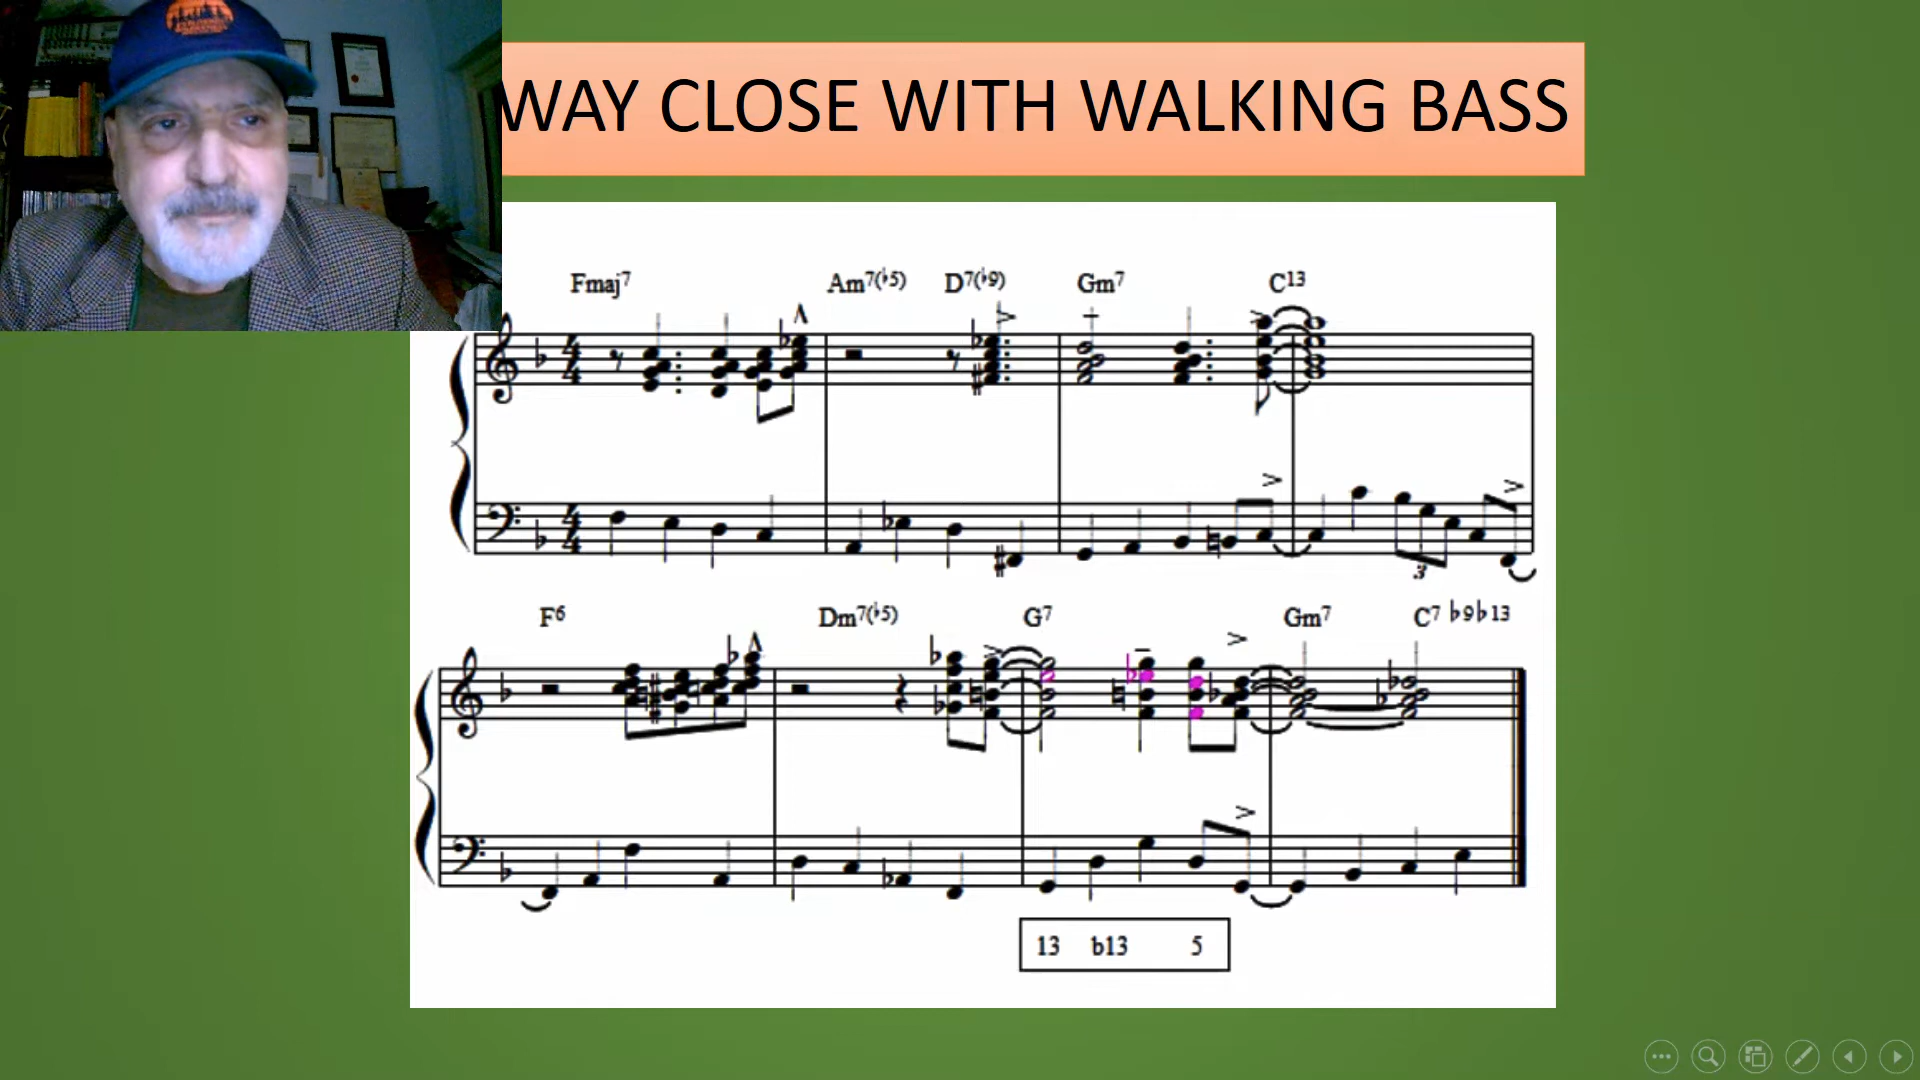 WAY CLOSE WITH WALKING BASS
Fmaj7 Am7(♭5) D7(♭9) Gm7 C13
3
F6 Dm7(♭5) G7 Gm7 C7 ♭9♭13
13 b13 5